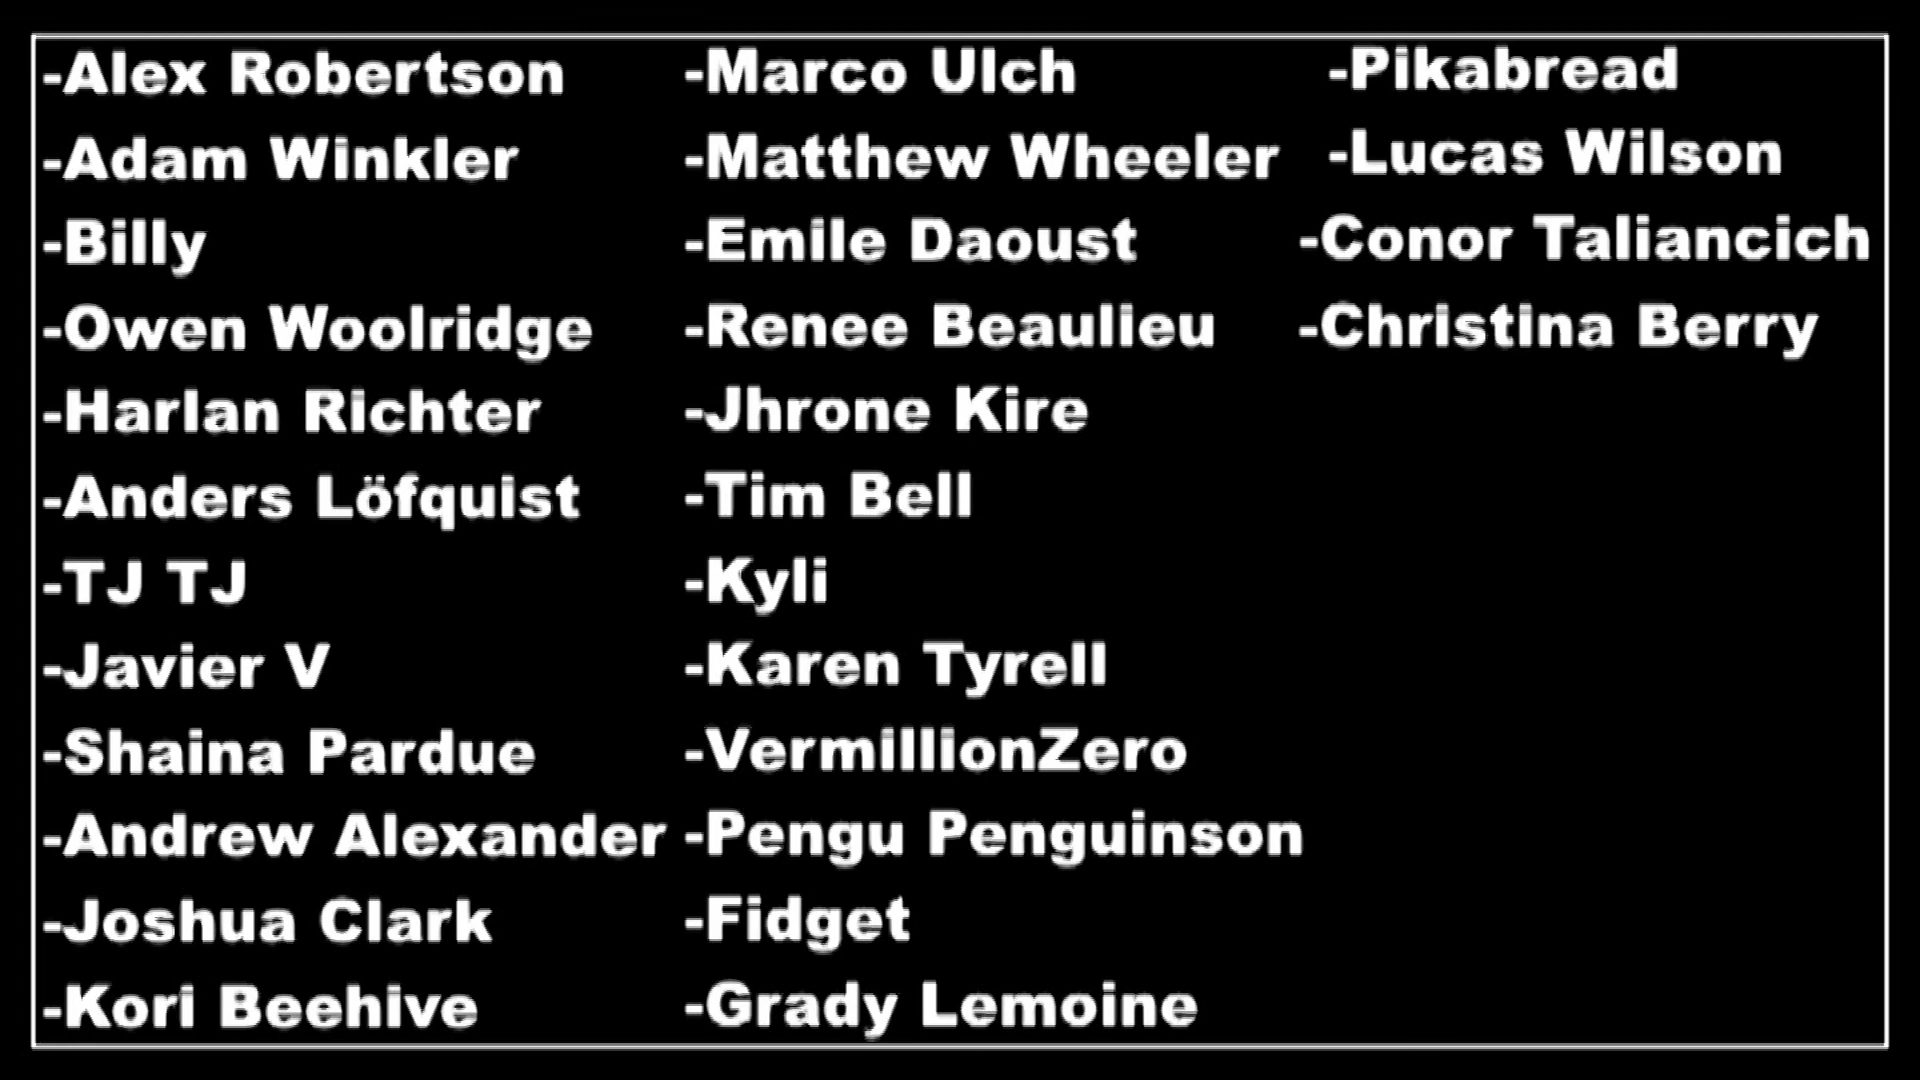 -Alex Robertson
-Adam Winkler
-Billy
-Owen Woolridge
-Harlan Richter
-Anders Löfquist
-TJ TJ
-Javier V
-Shaina Pardue
-Andrew Alexander
-Joshua Clark
-Kori Beehive
-Marco Ulch
-Matthew Wheeler
-Emile Daoust
-Renee Beaulieu
-Jhrone Kire
-Tim Bell
-Kyli
-Karen Tyrell
-VermillionZero
-Pengu Penguinson
-Fidget
-Grady Lemoine
-Pikabread
-Lucas Wilson
-Conor Taliancich
-Christina Berry